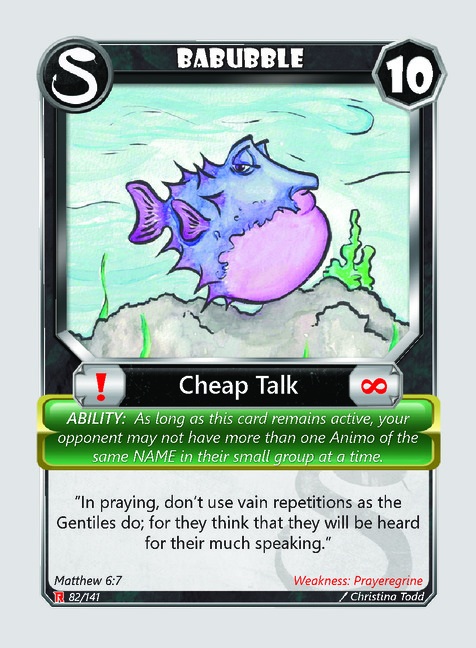 S
BABUBBLE
10
! Cheap Talk ∞
ABILITY: As long as this card remains active, your
opponent may not have more than one Animo of the
same NAME in their small group at a time.
"In praying, don't use vain repetitions as the
Gentiles do; for they think that they will be heard
for their much speaking."
Matthew 6:7
Weakness: Prayeregrine
R 82/141
Christina Todd